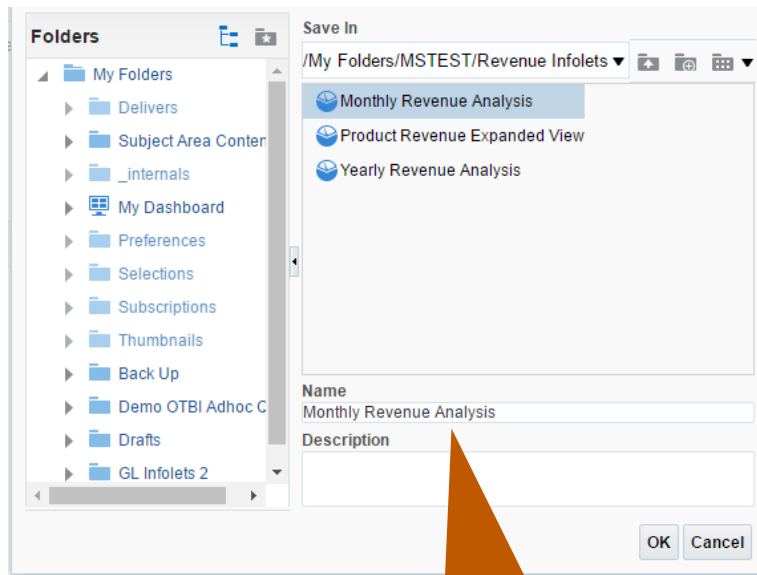 Folders
My Folders
Delivers
Subject Area Conten
_internals
My Dashboard
Preferences
Selections
Subscriptions
Thumbnails
Back Up
Demo OTBI Adhoc C
Drafts
GL Infolets 2
Save In
/My Folders/MSTEST/Revenue Infolets
Monthly Revenue Analysis
Product Revenue Expanded View
Yearly Revenue Analysis
Name
Monthly Revenue Analysis
Description
OK Cancel